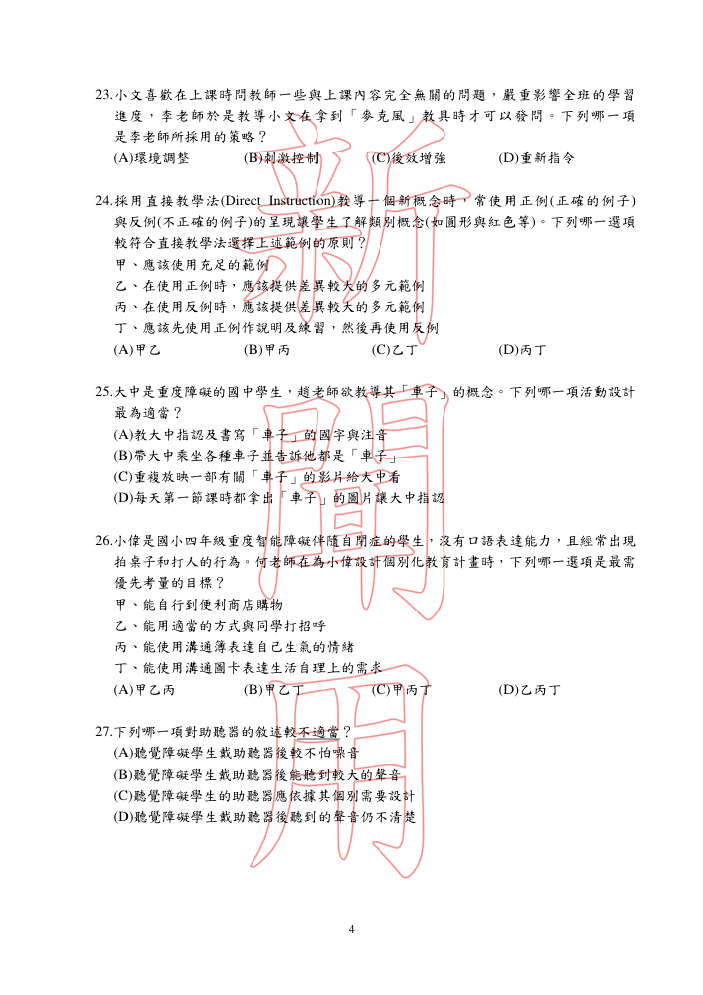 23.小文喜歡在上課時問教師一些與上課內容完全無關的問題，嚴重影響全班的學習
進度，李老師於是教導小文在拿到「麥克風」教具時才可以發問。下列哪一項
是李老師所採用的策略？
(A)環境調整 (B)刺激控制 (C)後效增強 (D)重新指令
24.採用直接教學法(Direct Instruction)教導一個新概念時，常使用正例(正確的例子)
與反例(不正確的例子)的呈現讓學生了解類別概念(如圓形與紅色等)。下列哪一選項
較符合直接教學法選擇上述範例的原則？
甲、應該使用充足的範例
乙、在使用正例時，應該提供差異較大的多元範例
丙、在使用反例時，應該提供差異較大的多元範例
丁、應該先使用正例作說明及練習，然後再使用反例
(A)甲乙 (B)甲丙 (C)乙丁 (D)丙丁
25.大中是重度障礙的國中學生，趙老師欲教導其「車子」的概念。下列哪一項活動設計
最為適當？
(A)教大中指認及書寫「車子」的國字與注音
(B)帶大中乘坐各種車子並告訴他都是「車子」
(C)重複放映一部有關「車子」的影片給大中看
(D)每天第一節課時都拿出「車子」的圖片讓大中指認
26.小偉是國小四年級重度智能障礙伴隨自閉症的學生，沒有口語表達能力，且經常出現
拍桌子和打人的行為。何老師在為小偉設計個別化教育計畫時，下列哪一選項是最需
優先考量的目標？
甲、能自行到便利商店購物
乙、能用適當的方式與同學打招呼
丙、能使用溝通簿表達自己生氣的情緒
丁、能使用溝通圖卡表達生活自理上的需求
(A)甲乙丙 (B)甲乙丁 (C)甲丙丁 (D)乙丙丁
27.下列哪一項對助聽器的敘述較不適當？
(A)聽覺障礙學生戴助聽器後較不怕噪音
(B)聽覺障礙學生戴助聽器後能聽到較大的聲音
(C)聽覺障礙學生的助聽器應依據其個別需要設計
(D)聽覺障礙學生戴助聽器後聽到的聲音仍不清楚
新聞用
4